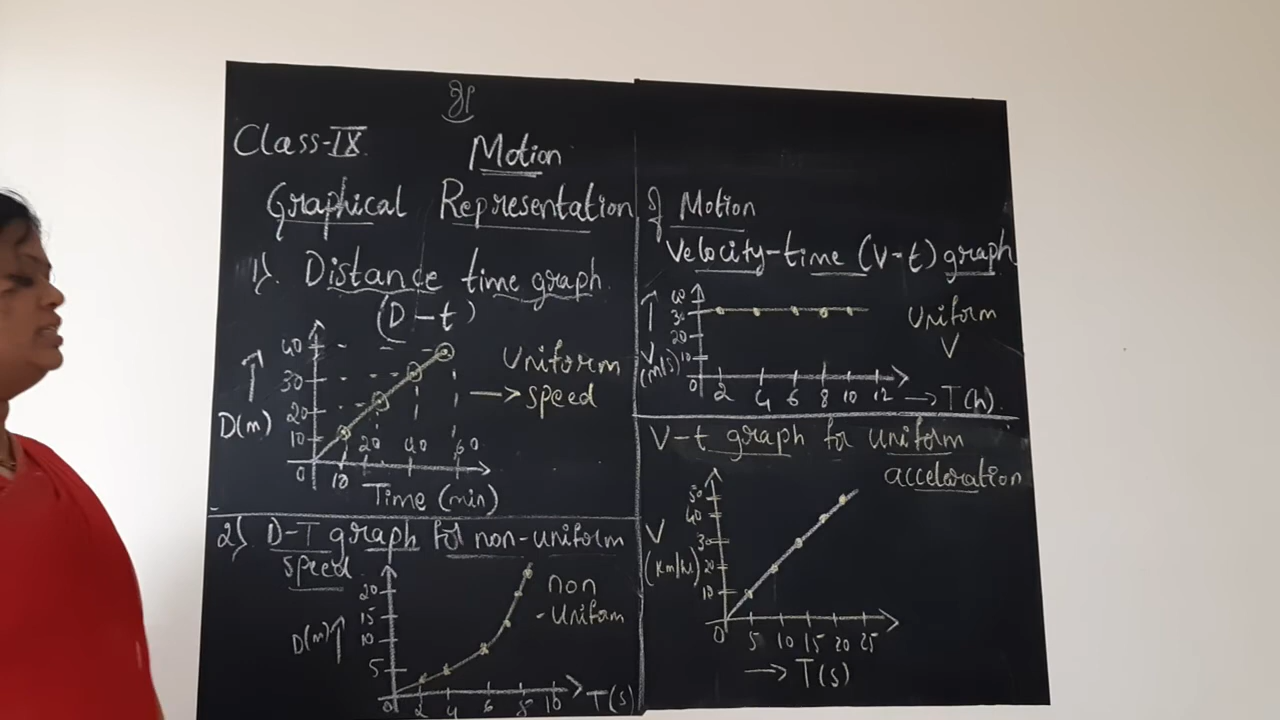 Class-IX
Motion
Graphical Representation of Motion
1). Distance time graph
(D-t)
40
30
20
10
0
D(m)
10 20 40 60
Time (min)
Uniform
speed
2) D-T graph for non-uniform
speed
20
15
10
5
0
D(m)
2 4 6 8 10
T(s)
non
-Uniform
Velocity-time (V-t) graph
30
20
10
0
V
(m/s)
2 4 6 8 10 12
T(h)
Uniform
V
V-t graph for uniform
acceloration
50
40
30
20
10
0
V
(Km/hr)
5 10 15 20 25
T(s)